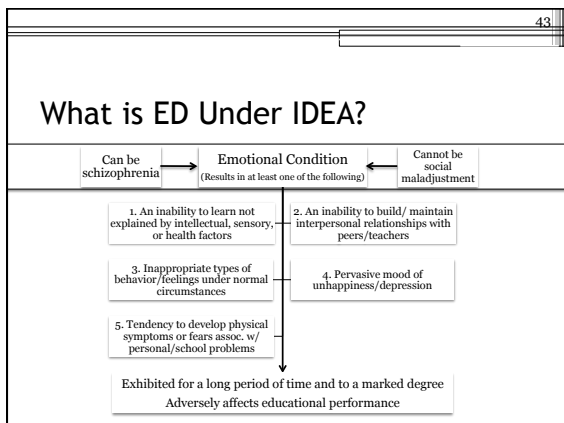 43
What is ED Under IDEA?
Can be
schizophrenia
Emotional Condition
(Results in at least one of the following)
Cannot be
social
maladjustment
1. An inability to learn not
explained by intellectual, sensory,
or health factors
2. An inability to build/ maintain
interpersonal relationships with
peers/teachers
3. Inappropriate types of
behavior/feelings under normal
circumstances
4. Pervasive mood of
unhappiness/depression
5. Tendency to develop physical
symptoms or fears assoc. w/
personal/school problems
Exhibited for a long period of time and to a marked degree
Adversely affects educational performance